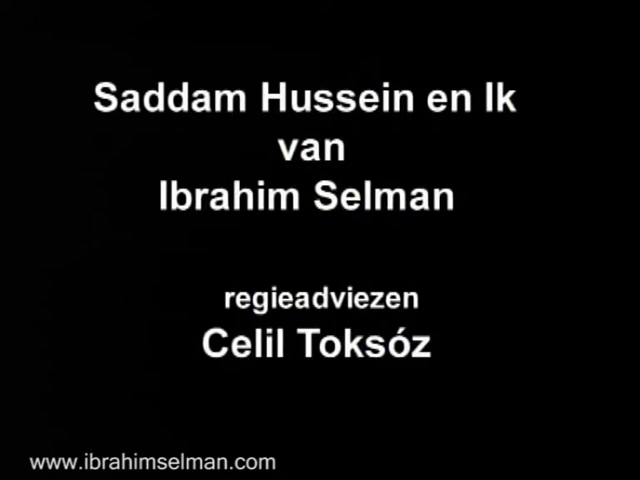 Saddam Hussein en Ik
van
Ibrahim Selman
regieadviezen
Celil Toksóz
www.ibrahimselman.com